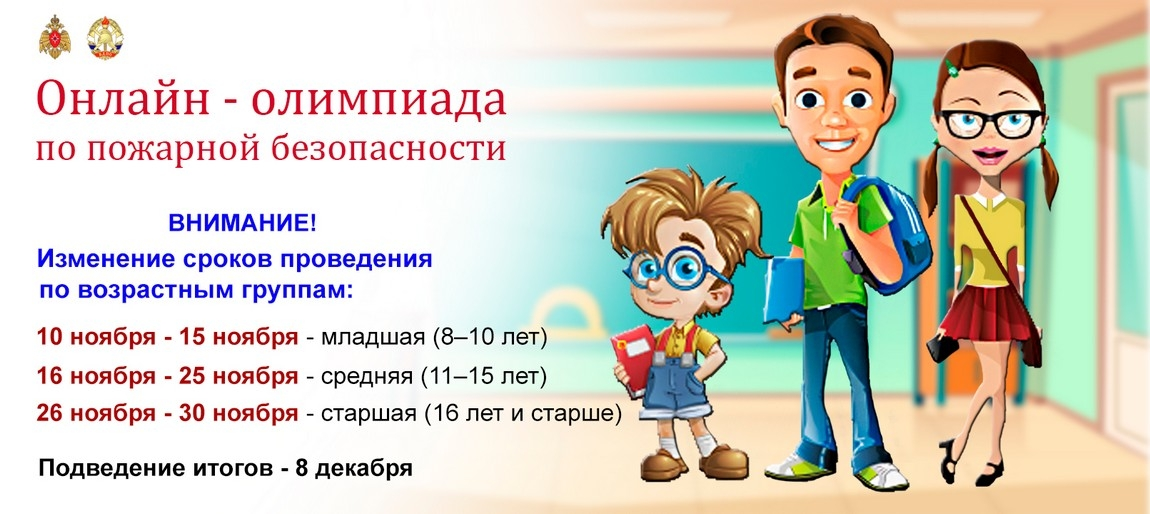 Онлайн - олимпиада
по пожарной безопасности
ВНИМАНИЕ!
Изменение сроков проведения
по возрастным группам:
10 ноября - 15 ноября - младшая (8–10 лет)
16 ноября - 25 ноября - средняя (11–15 лет)
26 ноября - 30 ноября - старшая (16 лет и старше)
Подведение итогов - 8 декабря